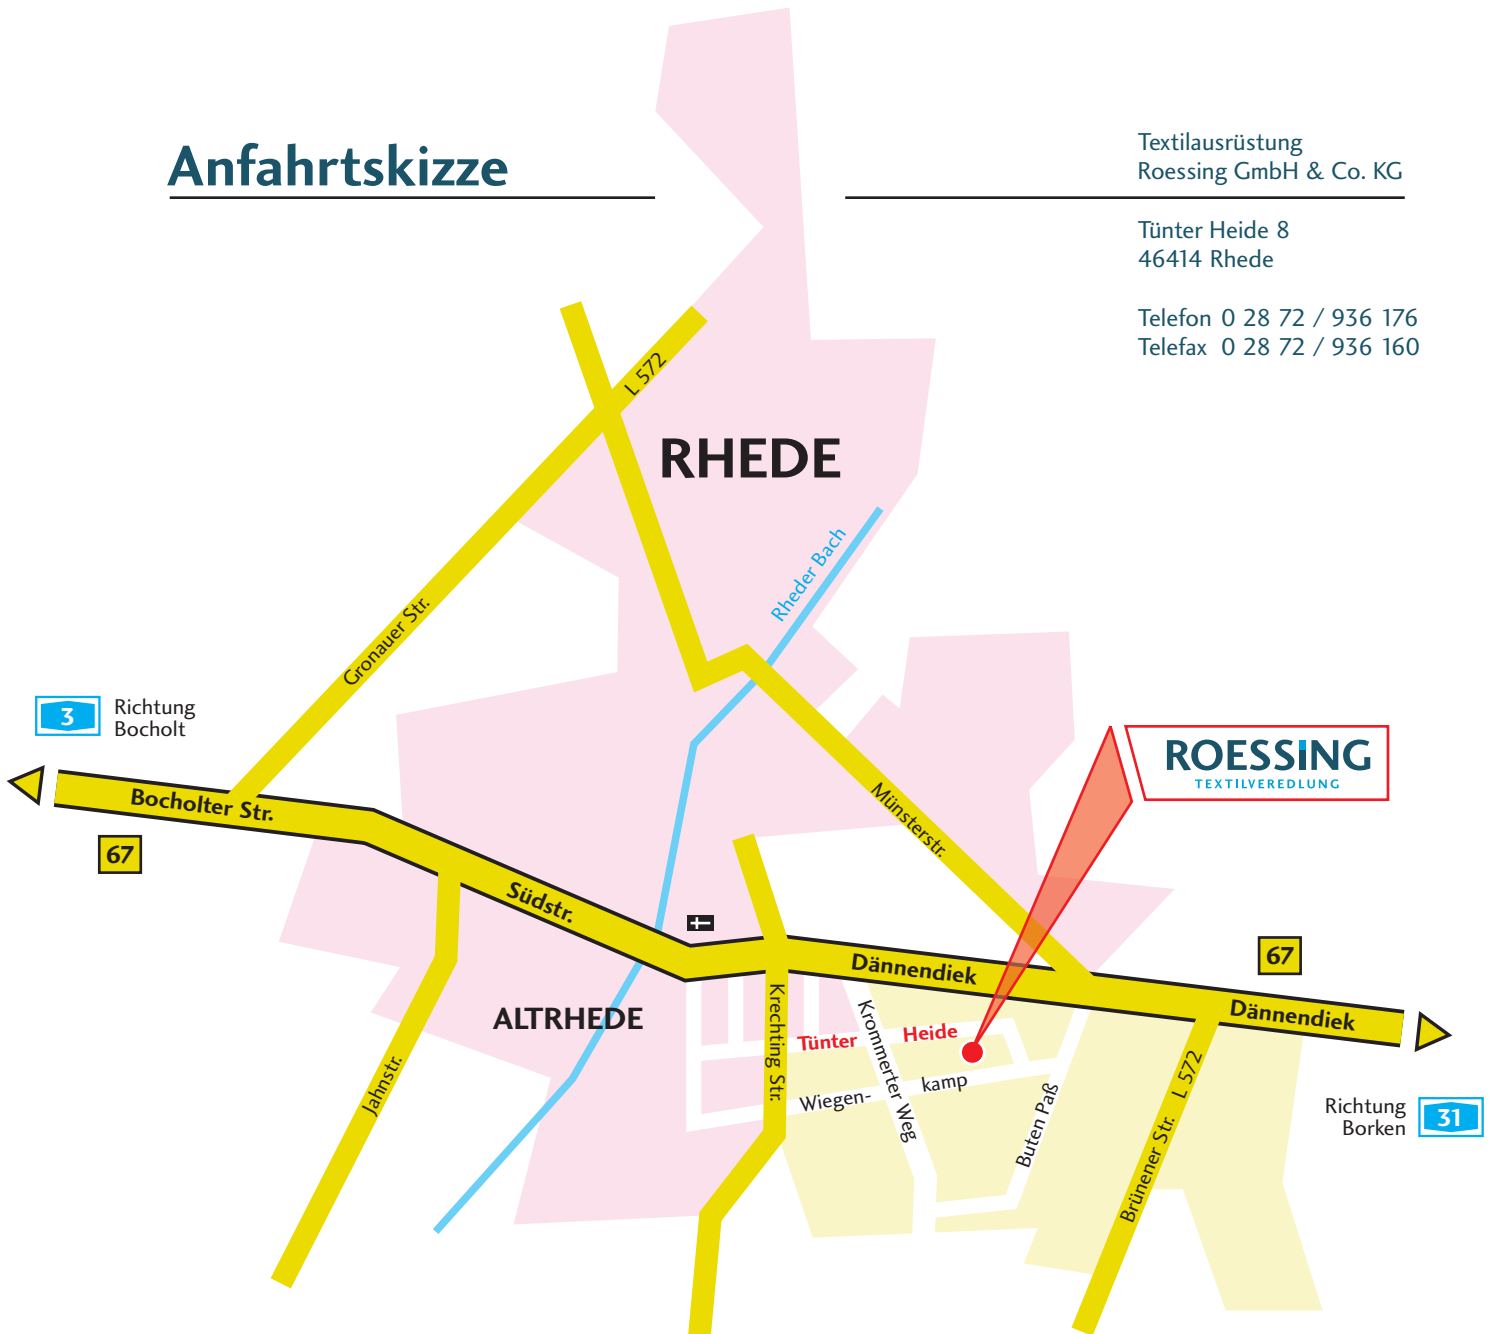 Anfahrtskizze
Textilausrüstung
Roessing GmbH & Co. KG
Tünter Heide 8
46414 Rhede
Telefon 0 28 72 / 936 176
Telefax 0 28 72 / 936 160
L 572
RHEDE
Rheder Bach
Gronauer Str.
3
Richtung
Bocholt
ROESSiNG
TEXTILVEREDLUNG
Bocholter Str.
Münsterstr.
67
Südstr.
67
Dännendiek
Dännendiek
ALTRHEDE
Krechting Str.
Krommerter Weg
Tünter Heide
Wiegen-
kamp
Jahnstr.
Buten Paß
L 572
Brünener Str.
Richtung
Borken
31